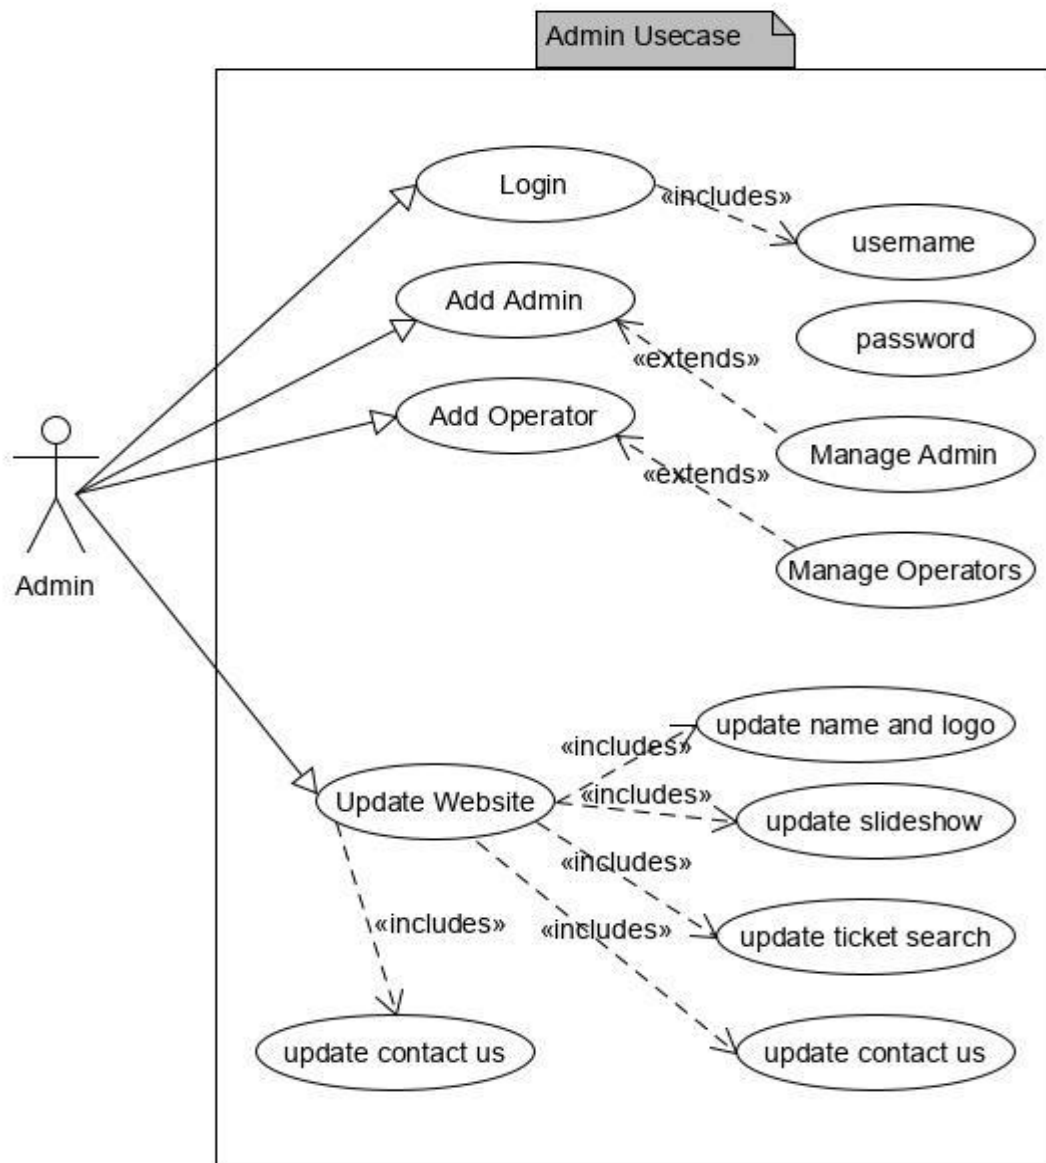 Admin Usecase
Login
«includes»
username
Add Admin
password
«extends»
Add Operator
Manage Admin
«extends»
Manage Operators
Admin
update name and logo
«includes»
Update Website
«includes»
update slideshow
«includes»
update ticket search
«includes»
«includes»
update contact us
update contact us